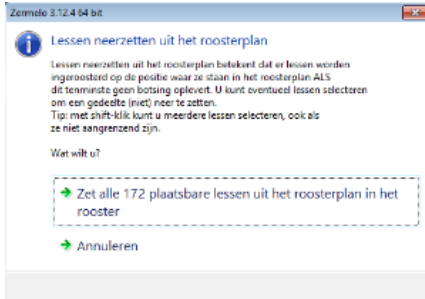 Zermelo 3.12.4 64 bit
Lessen neerzetten uit het roosterplan
Lessen neerzetten uit het roosterplan betekent dat er lessen worden
ingeroosterd op de positie waar ze staan in het roosterplan ALS
dit tenminste geen botsing oplevert. U kunt eventueel lessen selecteren
om een gedeelte (niet) neer te zetten.
Tip: met shift-klik kunt u meerdere lessen selecteren, ook als
ze niet aangrenzend zijn.
Wat wilt u?
Zet alle 172 plaatsbare lessen uit het roosterplan in het
rooster
Annuleren